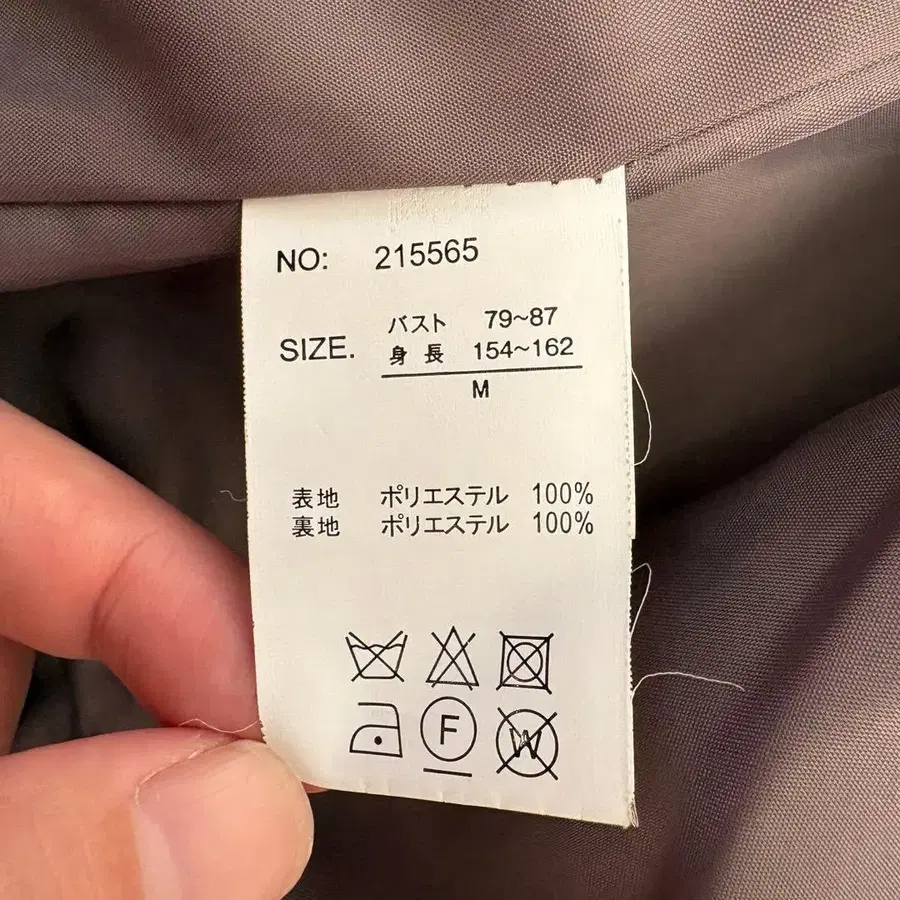 NO: 215565
バスト 79~87
SIZE. 身長 154~162
M
表地 ポリエステル 100%
裏地 ポリエステル 100%
F W